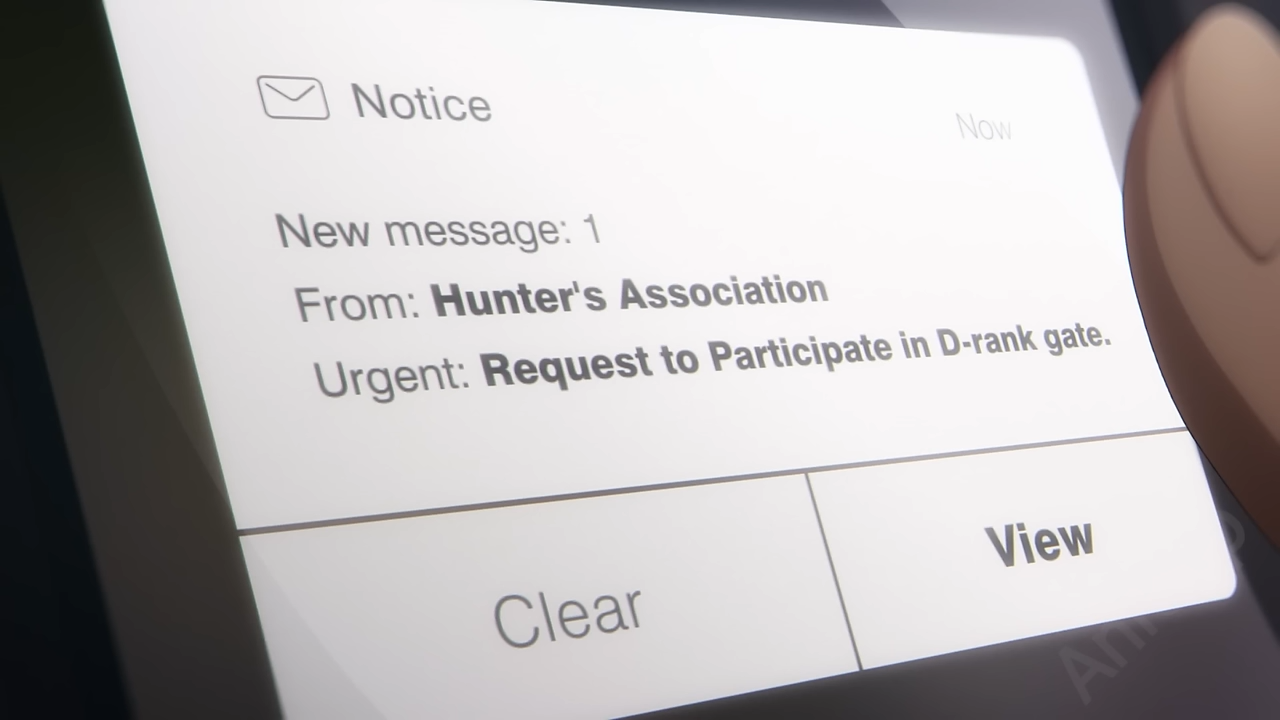 Notice
Now
New message: 1
From: Hunter's Association
Urgent: Request to Participate in D-rank gate.
Clear
View